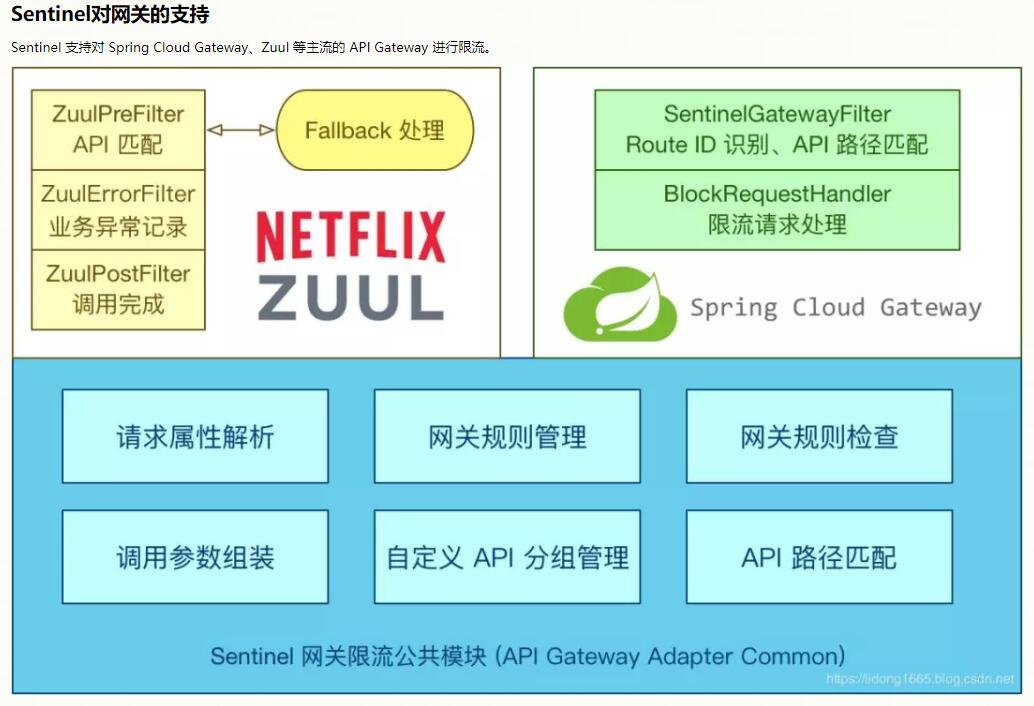 Sentinel对网关的支持
Sentinel 支持对 Spring Cloud Gateway、Zuul 等主流的 API Gateway 进行限流。
ZuulPreFilter
API 匹配
Fallback 处理
ZuulErrorFilter
业务异常记录
ZuulPostFilter
调用完成
NETFLIX
ZUUL
SentinelGatewayFilter
Route ID 识别、API 路径匹配
BlockRequestHandler
限流请求处理
Spring Cloud Gateway
请求属性解析
网关规则管理
网关规则检查
调用参数组装
自定义 API 分组管理
API 路径匹配
Sentinel 网关限流公共模块 (API Gateway Adapter Common)
https://lidong1665.blog.csdn.net